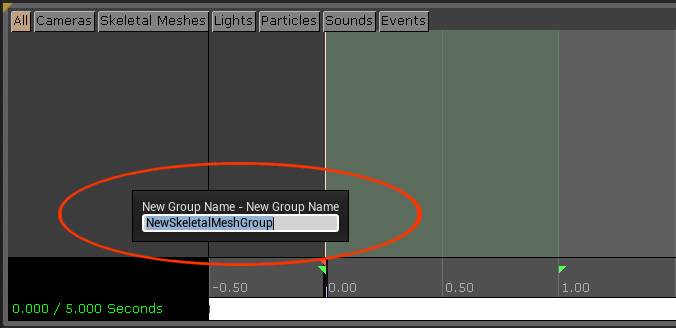 All Cameras Skeletal Meshes Lights Particles Sounds Events
New Group Name - New Group Name
NewSkeletalMeshGroup
-0.50 0.00 0.50 1.00
0.000 / 5.000 Seconds